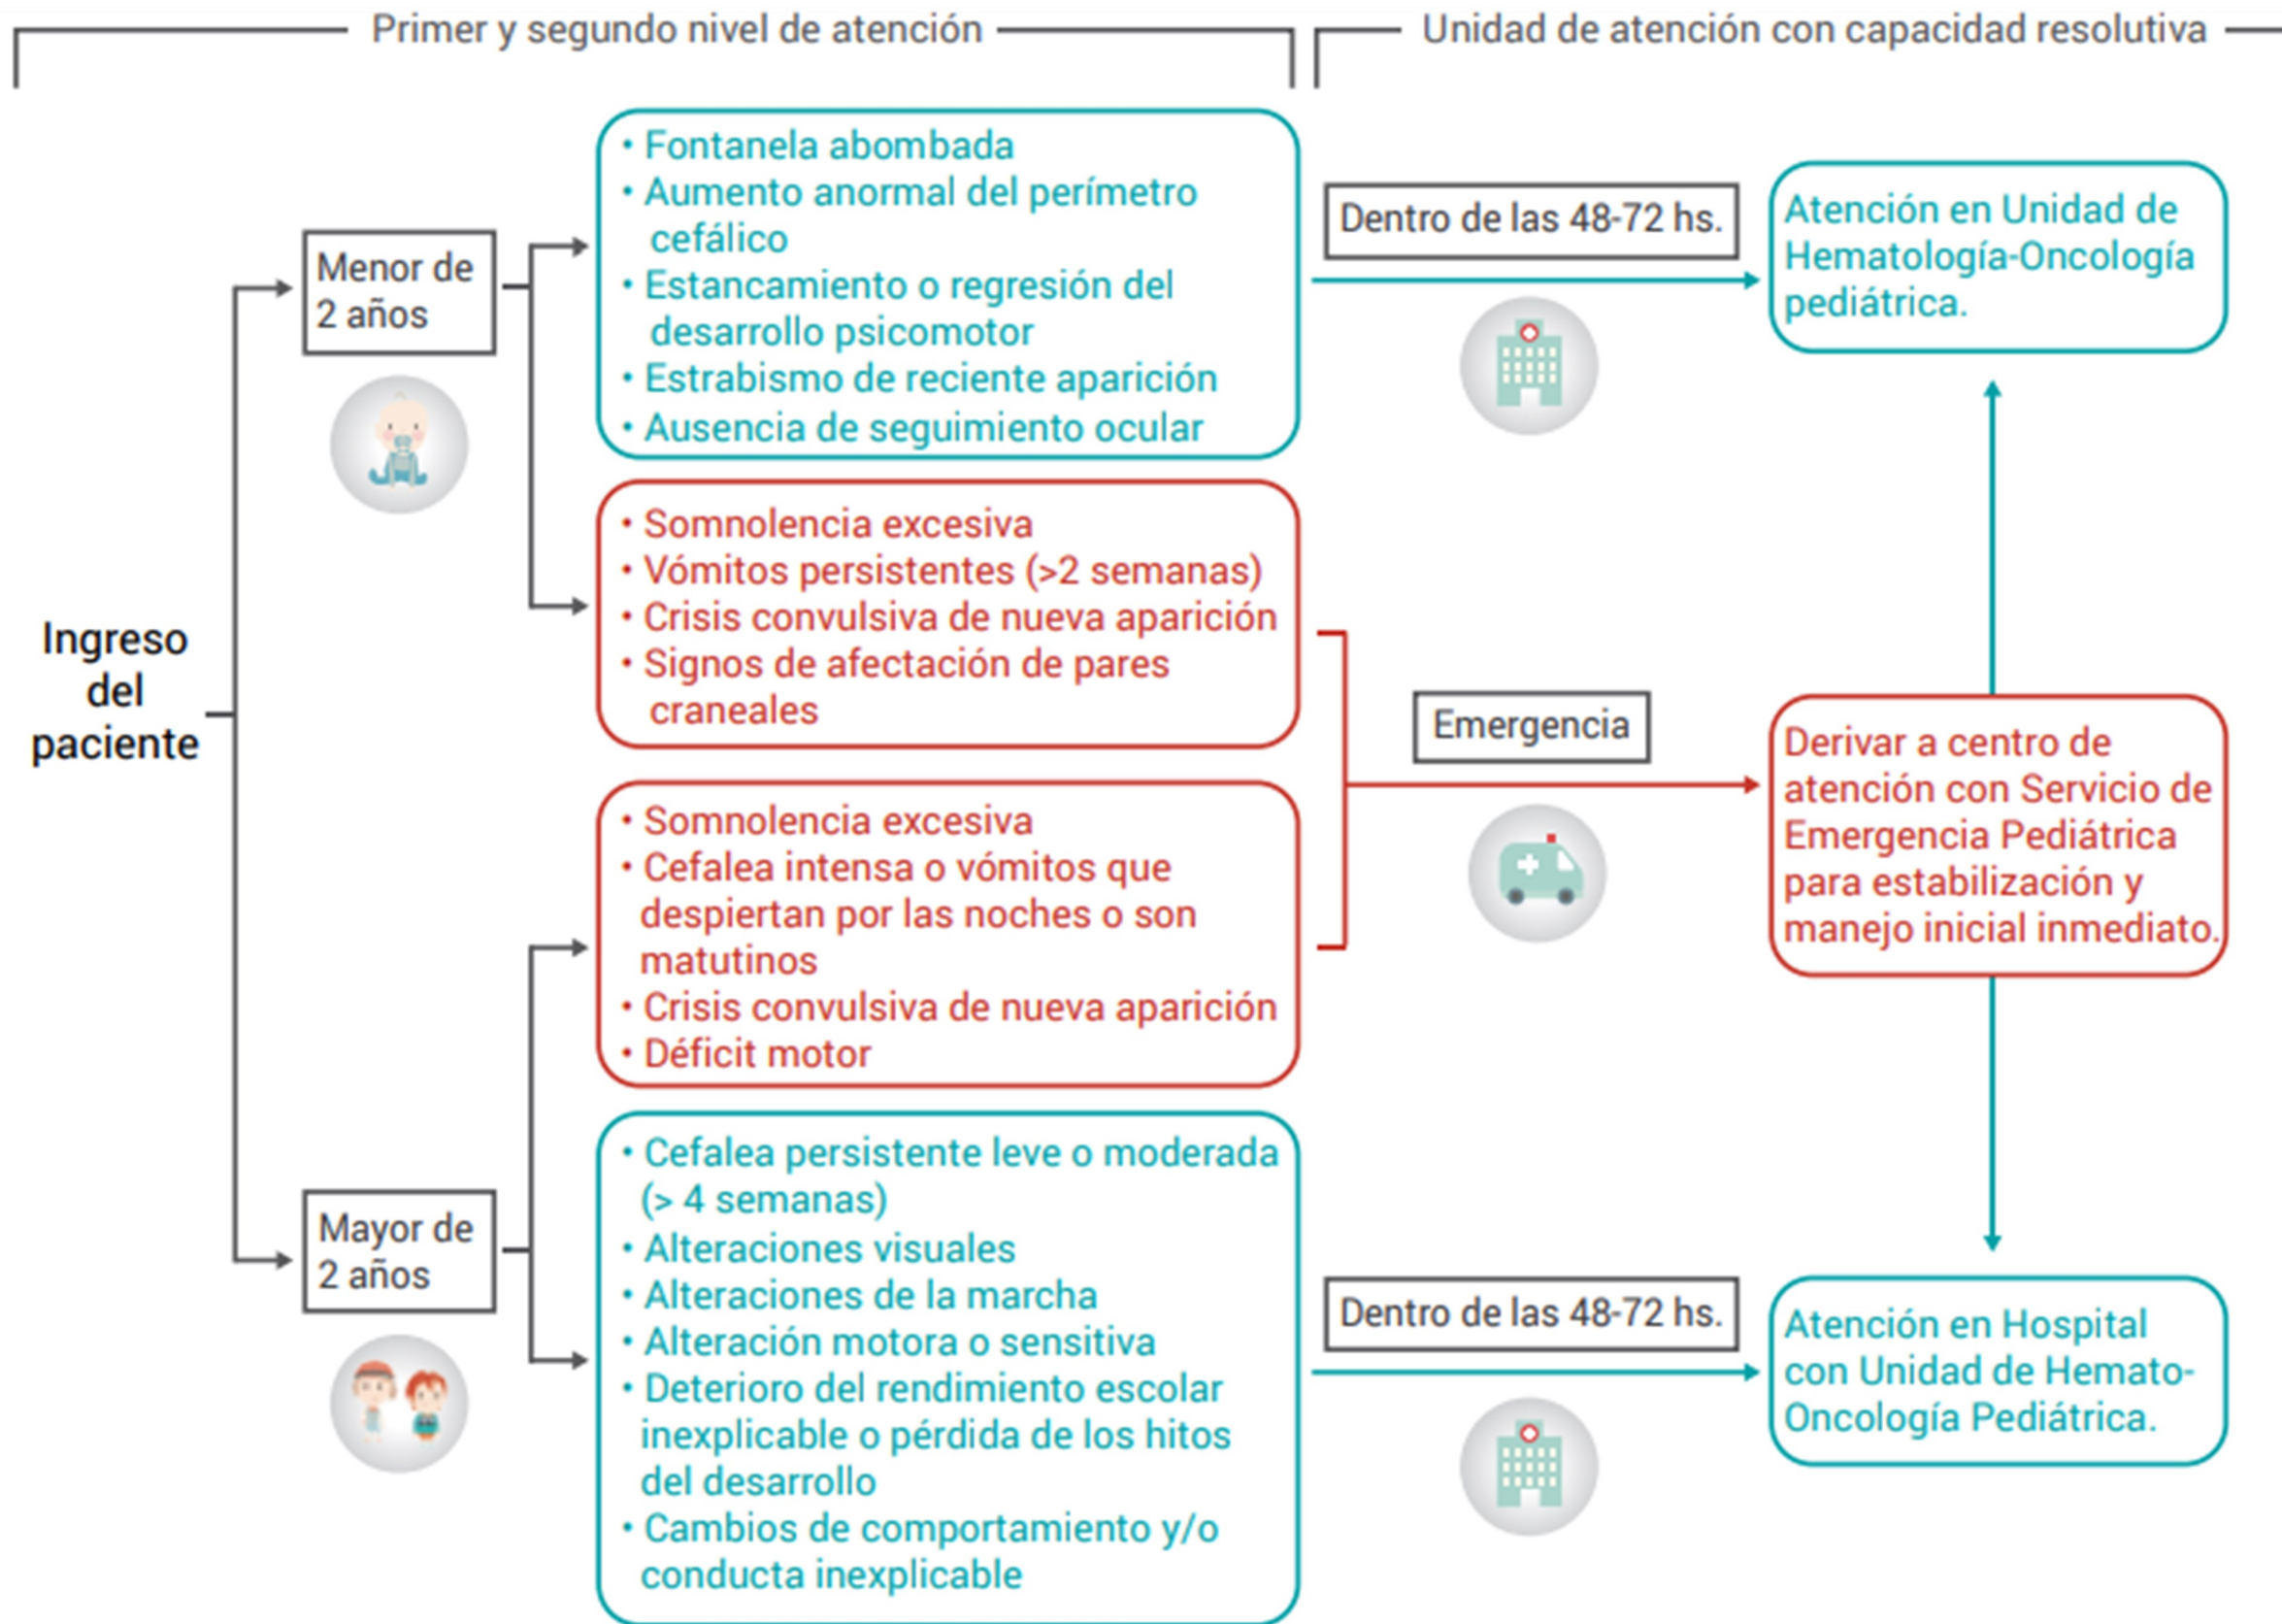 Primer y segundo nivel de atención
Unidad de atención con capacidad resolutiva
Ingreso
del
paciente
Menor de
2 años
• Fontanela abombada
• Aumento anormal del perímetro
cefálico
• Estancamiento o regresión del
desarrollo psicomotor
• Estrabismo de reciente aparición
• Ausencia de seguimiento ocular
Dentro de las 48-72 hs.
Atención en Unidad de
Hematología-Oncología
pediátrica.
• Somnolencia excesiva
• Vómitos persistentes (>2 semanas)
• Crisis convulsiva de nueva aparición
• Signos de afectación de pares
craneales
Emergencia
Derivar a centro de
atención con Servicio de
Emergencia Pediátrica
para estabilización y
manejo inicial inmediato.
Mayor de
2 años
• Somnolencia excesiva
• Cefalea intensa o vómitos que
despiertan por las noches o son
matutinos
• Crisis convulsiva de nueva aparición
• Déficit motor
• Cefalea persistente leve o moderada
(> 4 semanas)
• Alteraciones visuales
• Alteraciones de la marcha
• Alteración motora o sensitiva
• Deterioro del rendimiento escolar
inexplicable o pérdida de los hitos
del desarrollo
• Cambios de comportamiento y/o
conducta inexplicable
Dentro de las 48-72 hs.
Atención en Hospital
con Unidad de Hemato-
Oncología Pediátrica.